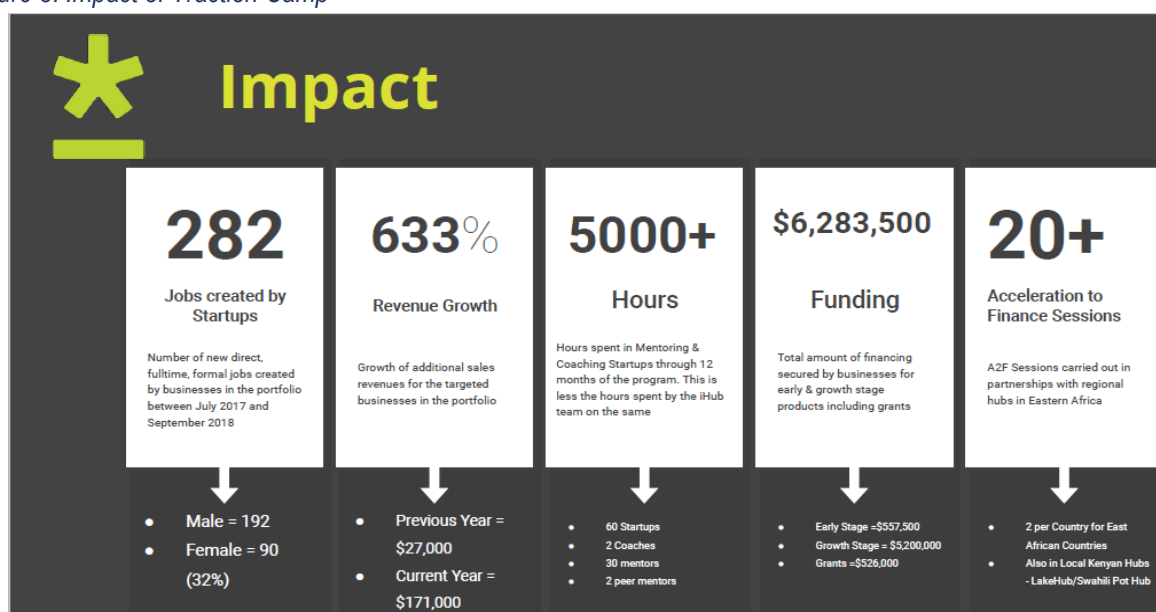 Impact of Traction Camp
Impact
282
Jobs created by
Startups
Number of new direct,
fulltime, formal jobs created
by businesses in the portfolio
between July 2017 and
September 2018
● Male = 192
● Female = 90
(32%)
633%
Revenue Growth
Growth of additional sales
revenues for the targeted
businesses in the portfolio
● Previous Year =
$27,000
● Current Year =
$171,000
5000+
Hours
Hours spent in Mentoring &
Coaching Startups through 12
months of the program. This is
less the hours spent by the iHub
team on the same
● 60 Startups
● 2 Coaches
● 30 mentors
● 2 peer mentors
$6,283,500
Funding
Total amount of financing
secured by businesses for
early & growth stage
products including grants
● Early Stage =$557,500
● Growth Stage = $5,200,000
● Grants =$526,000
20+
Acceleration to
Finance Sessions
A2F Sessions carried out in
partnerships with regional
hubs in Eastern Africa
● 2 per Country for East
African Countries
● Also in Local Kenyan Hubs
- LakeHub/Swahili Pot Hub